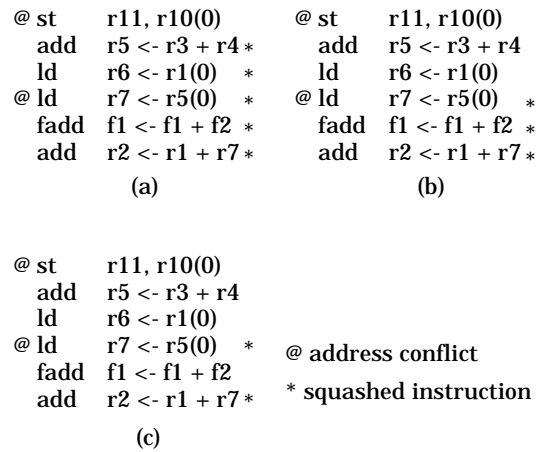 @ st r11, r10(0)
add r5 <- r3 + r4 *
ld r6 <- r1(0) *
@ ld r7 <- r5(0) *
fadd f1 <- f1 + f2 *
add r2 <- r1 + r7 *
(a)
@ st r11, r10(0)
add r5 <- r3 + r4
ld r6 <- r1(0)
@ ld r7 <- r5(0) *
fadd f1 <- f1 + f2 *
add r2 <- r1 + r7 *
(b)
@ st r11, r10(0)
add r5 <- r3 + r4
ld r6 <- r1(0)
@ ld r7 <- r5(0) *
fadd f1 <- f1 + f2
add r2 <- r1 + r7 *
(c)
@ address conflict
* squashed instruction